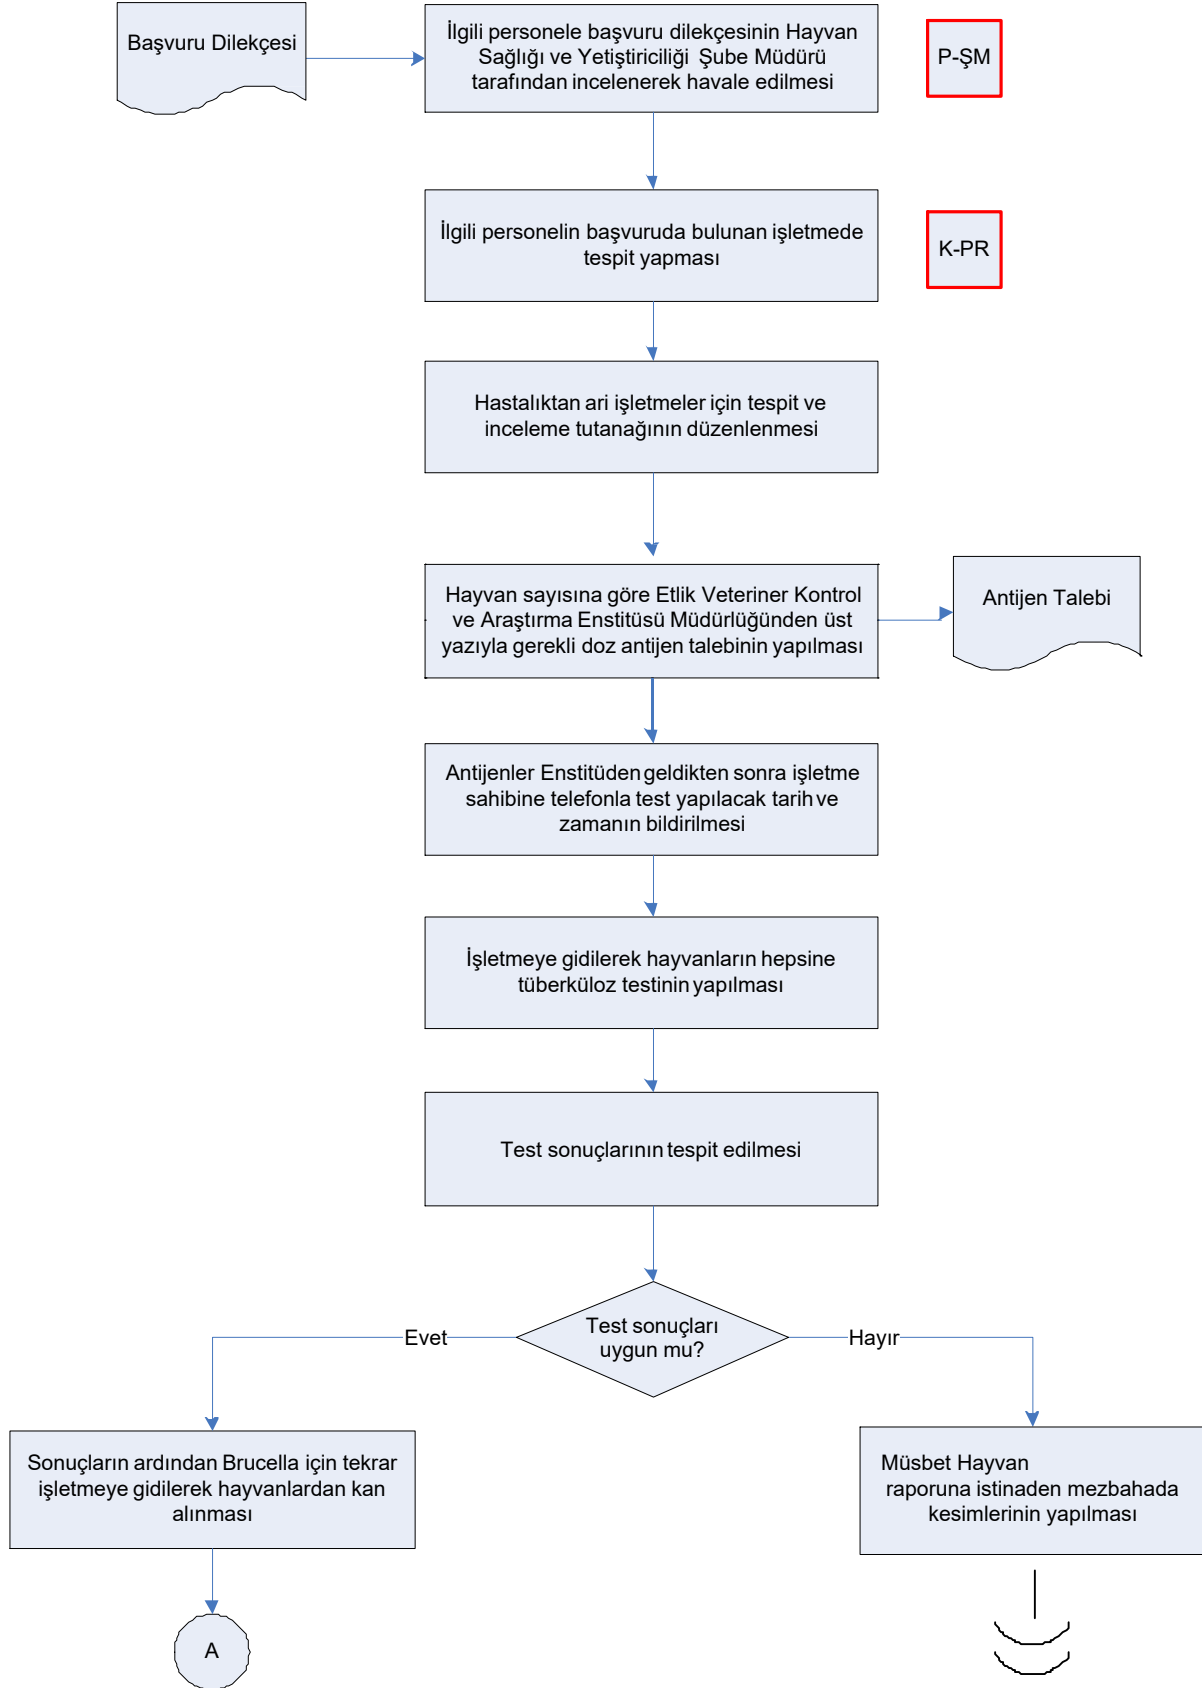 Başvuru Dilekçesi
İlgili personele başvuru dilekçesinin Hayvan
Sağlığı ve Yetiştiriciliği Şube Müdürü
tarafından incelenerek havale edilmesi
P-ŞM
İlgili personelin başvuruda bulunan işletmede
tespit yapması
K-PR
Hastalıktan ari işletmeler için tespit ve
inceleme tutanağının düzenlenmesi
Hayvan sayısına göre Etlik Veteriner Kontrol
ve Araştırma Enstitüsü Müdürlüğünden üst
yazıyla gerekli doz antijen talebinin yapılması
Antijen Talebi
Antijenler Enstitüden geldikten sonra işletme
sahibine telefonla test yapılacak tarih ve
zamanın bildirilmesi
İşletmeye gidilerek hayvanların hepsine
tüberküloz testinin yapılması
Test sonuçlarının tespit edilmesi
Test sonuçları
uygun mu?
Evet
Hayır
Sonuçların ardından Brucella için tekrar
işletmeye gidilerek hayvanlardan kan
alınması
Müsbet Hayvan
raporuna istinaden mezbahada
kesimlerinin yapılması
A